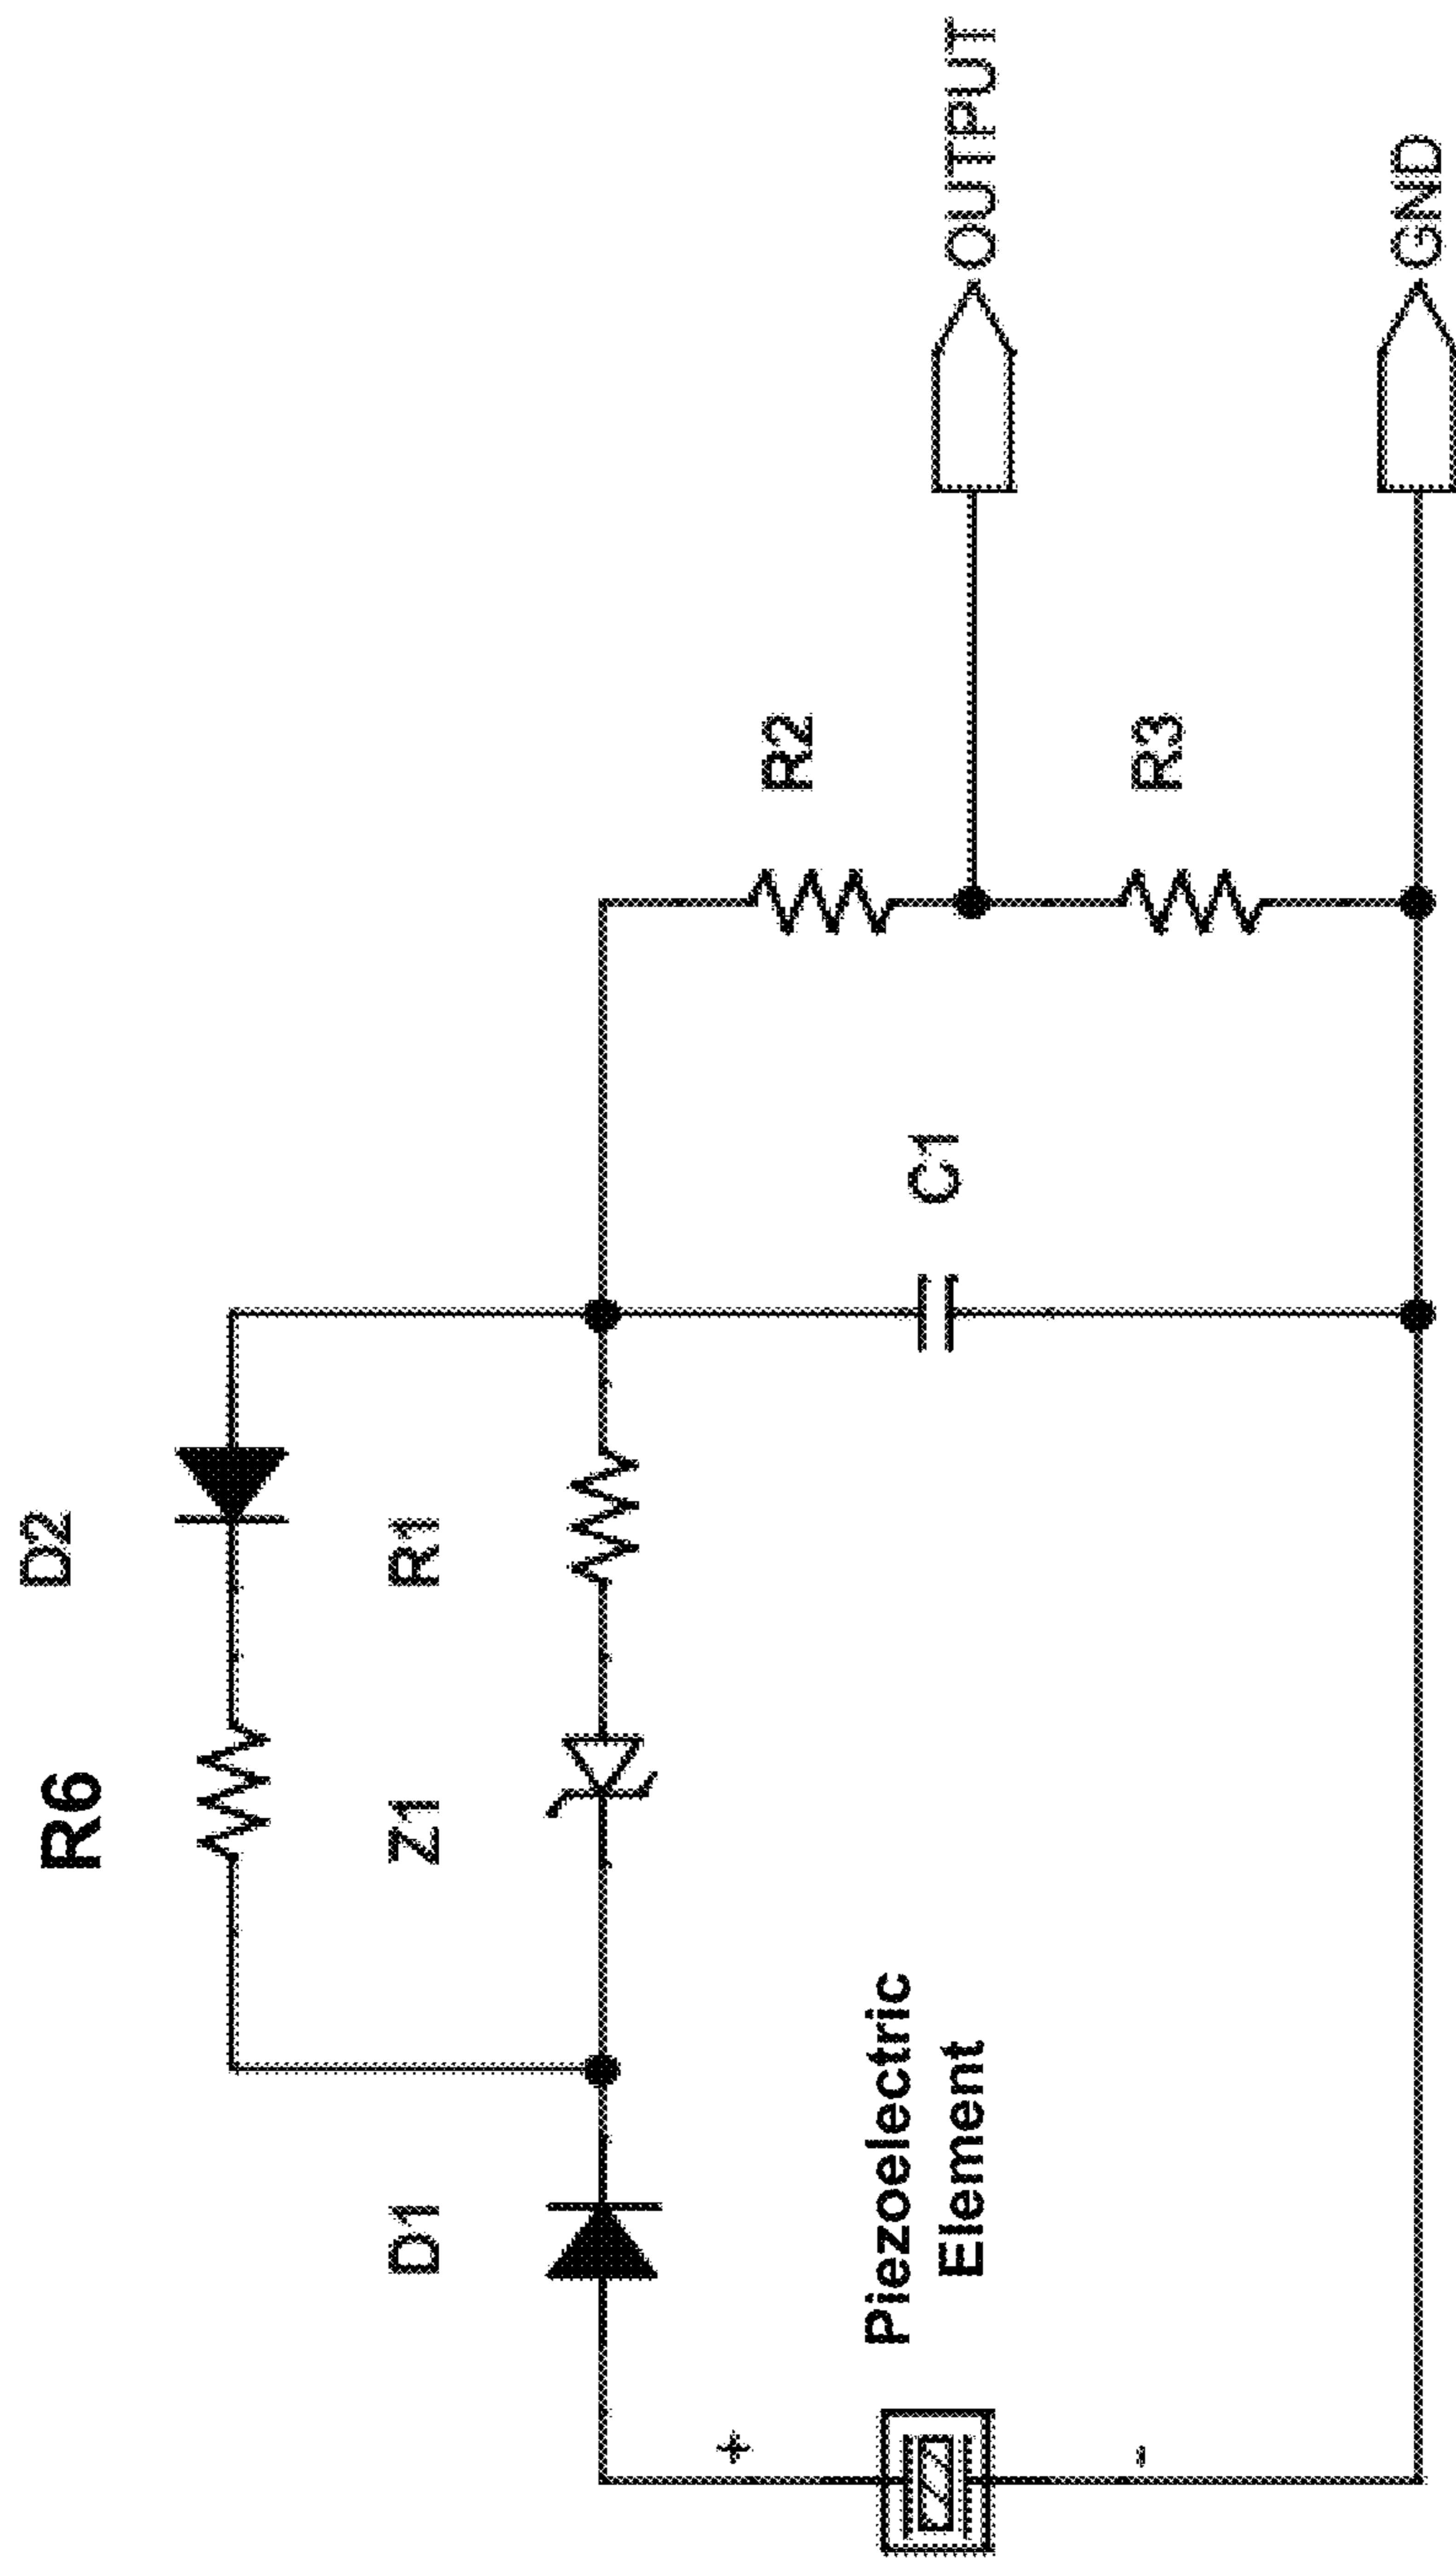 R6
D2
D1
Z1
R1
+
Piezoelectric
Element
-
C1
R2
R3
OUTPUT
GND